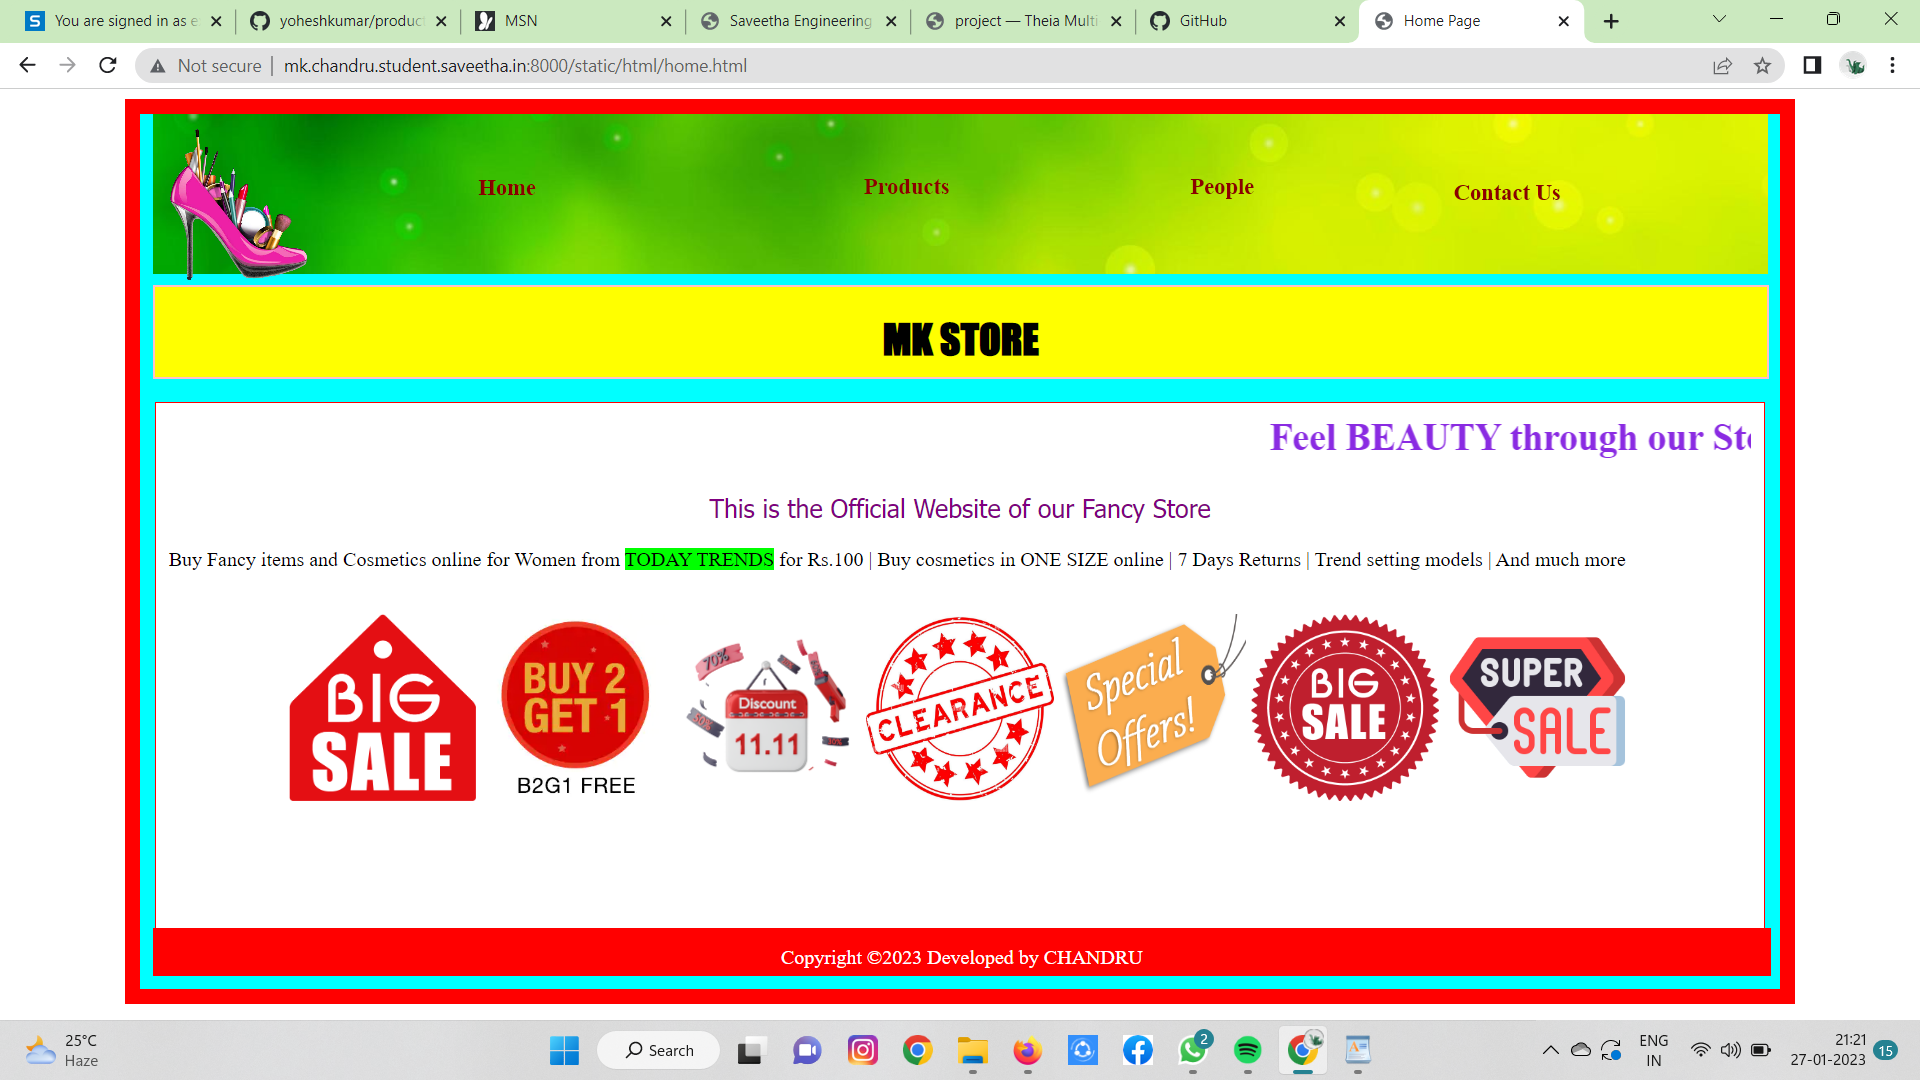 You are signed in as e
yoheshkumar/product
MSN
Saveetha Engineering
project — Theia Multi
GitHub
Home Page
Not secure | mk.chandru.student.saveetha.in:8000/static/html/home.html
Home
Products
People
Contact Us
MK STORE
Feel BEAUTY through our Sto
This is the Official Website of our Fancy Store
Buy Fancy items and Cosmetics online for Women from TODAY TRENDS for Rs.100 | Buy cosmetics in ONE SIZE online | 7 Days Returns | Trend setting models | And much more
BIG
SALE
BUY 2
GET 1
B2G1 FREE
70%
50%
Discount
11.11
CLEARANCE
Special
Offers!
BIG
SALE
SUPER
SALE
Copyright ©2023 Developed by CHANDRU
25°C
Haze
Search
2
ENG
IN
21:21
27-01-2023
15